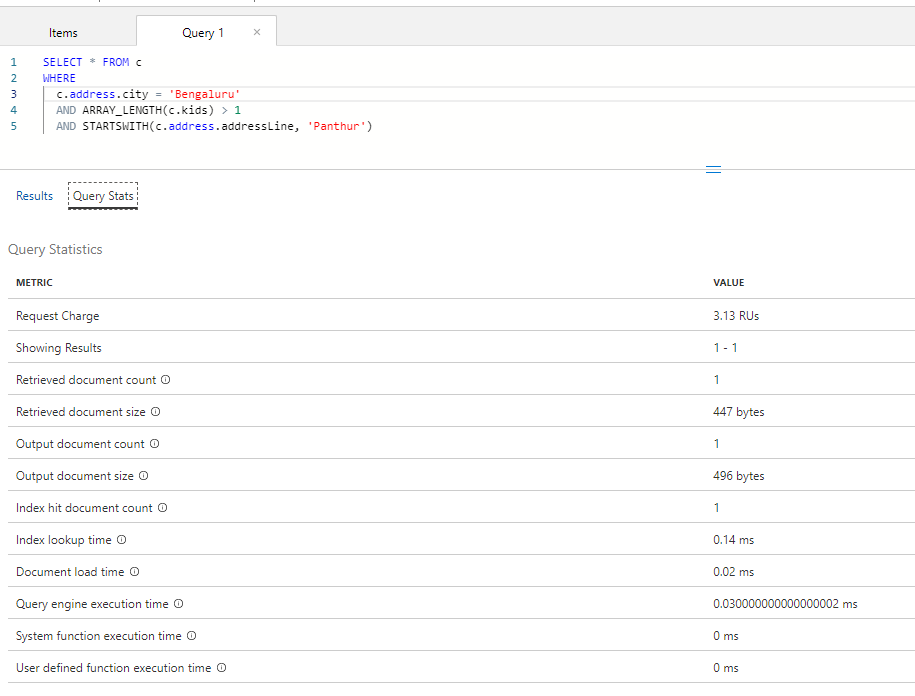 Items Query 1 ×
1 SELECT * FROM c
2 WHERE
3 c.address.city = 'Bengaluru'
4 AND ARRAY_LENGTH(c.kids) > 1
5 AND STARTSWITH(c.address.addressLine, 'Panthur')
Results Query Stats
Query Statistics
METRIC VALUE
Request Charge 3.13 RUs
Showing Results 1 - 1
Retrieved document count 1
Retrieved document size 447 bytes
Output document count 1
Output document size 496 bytes
Index hit document count 1
Index lookup time 0.14 ms
Document load time 0.02 ms
Query engine execution time 0.030000000000000002 ms
System function execution time 0 ms
User defined function execution time 0 ms